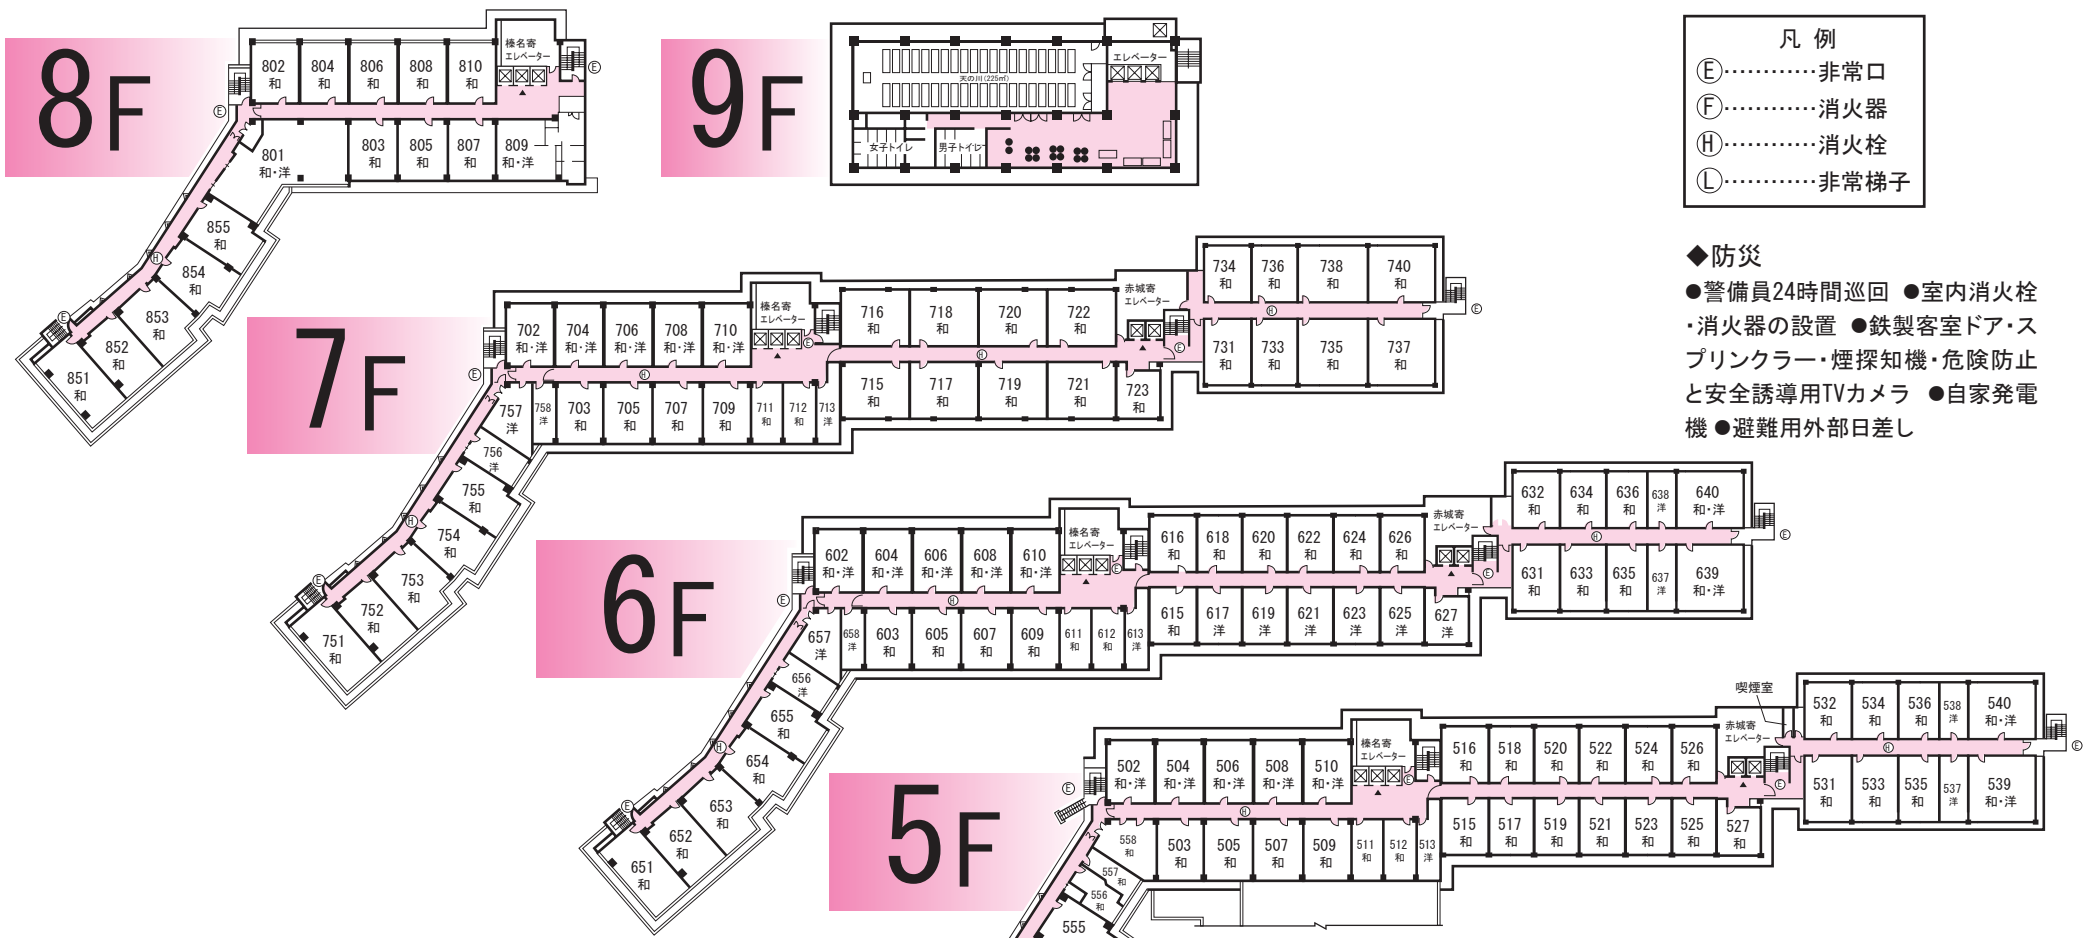 8F
榛名寄
エレベーター
802
和
804
和
806
和
808
和
810
和
E
E
801
和・洋
803
和
805
和
807
和
809
和・洋
855
和
854
和
H
853
和
852
和
851
和
E
9F
エレベーター
天の川(225㎡)
女子トイレ
男子トイレ
凡 例
E…………非常口
F…………消火器
H…………消火栓
L…………非常梯子
◆防災
●警備員24時間巡回 ●室内消火栓
・消火器の設置 ●鉄製客室ドア・ス
プリンクラー・煙探知機・危険防止
と安全誘導用TVカメラ ●自家発電
機 ●避難用外部日差し
7F
702
和・洋
704
和・洋
706
和・洋
708
和・洋
710
和・洋
榛名寄
エレベーター
E
716
和
718
和
720
和
722
和
赤城寄
エレベーター
E
734
和
736
和
738
和
740
和
E
H
H
H
E
757
洋
758
洋
703
和
705
和
707
和
709
和
711
和
712
和
713
洋
715
和
717
和
719
和
721
和
723
和
731
和
733
和
735
和
737
和
756
洋
755
和
754
和
H
753
和
752
和
751
和
E
6F
602
和・洋
604
和・洋
606
和・洋
608
和・洋
610
和・洋
榛名寄
エレベーター
E
616
和
618
和
620
和
622
和
624
和
626
和
赤城寄
エレベーター
E
632
和
634
和
636
和
638
洋
640
和・洋
E
H
H
E
657
洋
658
洋
603
和
605
和
607
和
609
和
611
和
612
和
613
洋
615
和
617
洋
619
洋
621
洋
623
洋
625
洋
627
洋
631
和
633
和
635
和
637
洋
639
和・洋
656
洋
655
和
654
和
H
653
和
652
和
651
和
E
5F
502
和・洋
504
和・洋
506
和・洋
508
和・洋
510
和・洋
榛名寄
エレベーター
E
516
和
518
和
520
和
522
和
524
和
526
和
喫煙室
赤城寄
エレベーター
E
532
和
534
和
536
和
538
洋
540
和・洋
E
H
H
E
558
和
503
和
505
和
507
和
509
和
511
和
512
和
513
洋
515
和
517
和
519
和
521
和
523
和
525
和
527
和
531
和
533
和
535
和
537
洋
539
和・洋
557
和
556
和
555